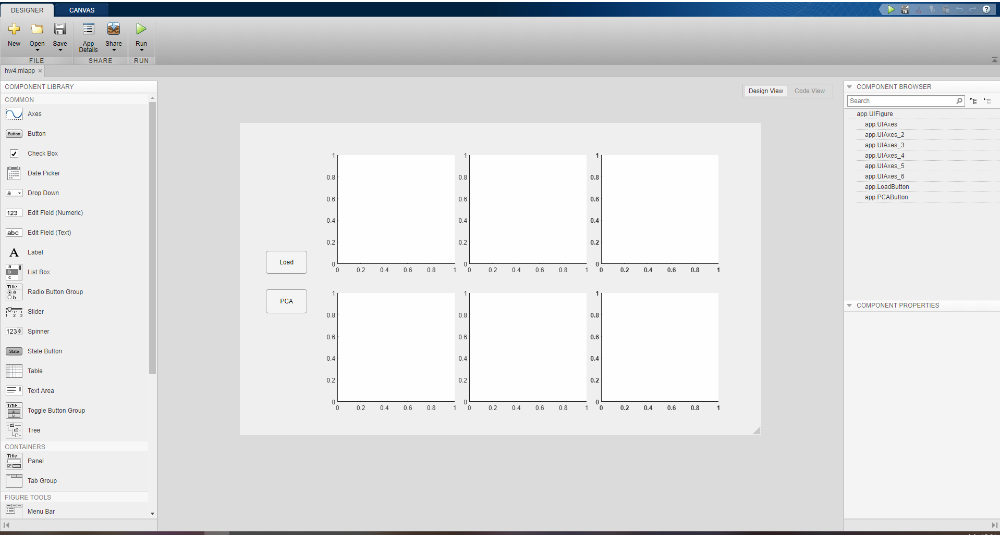 DESIGNER CANVAS
New Open Save App Details Share Run
FILE SHARE RUN
hw4.mlapp
COMPONENT LIBRARY
COMMON
Axes
Button Button
Check Box
Date Picker
a Drop Down
123 Edit Field (Numeric)
abc Edit Field (Text)
A Label
a
b List Box
c
Title
a Radio Button Group
b
1 2 3 Slider
123 Spinner
State State Button
Table
Text Area
Title
a Toggle Button Group
b
Tree
CONTAINERS
Title
Panel
Tab Group
FIGURE TOOLS
Menu Bar
Design View Code View
1
0.8
0.6
0.4
0.2
0
0 0.2 0.4 0.6 0.8 1
1
0.8
0.6
0.4
0.2
0
0 0.2 0.4 0.6 0.8 1
1
0.8
0.6
0.4
0.2
0
0 0.2 0.4 0.6 0.8 1
Load
PCA
1
0.8
0.6
0.4
0.2
0
0 0.2 0.4 0.6 0.8 1
1
0.8
0.6
0.4
0.2
0
0 0.2 0.4 0.6 0.8 1
1
0.8
0.6
0.4
0.2
0
0 0.2 0.4 0.6 0.8 1
COMPONENT BROWSER
Search
app.UIFigure
app.UIAxes
app.UIAxes_2
app.UIAxes_3
app.UIAxes_4
app.UIAxes_5
app.UIAxes_6
app.LoadButton
app.PCAButton
COMPONENT PROPERTIES